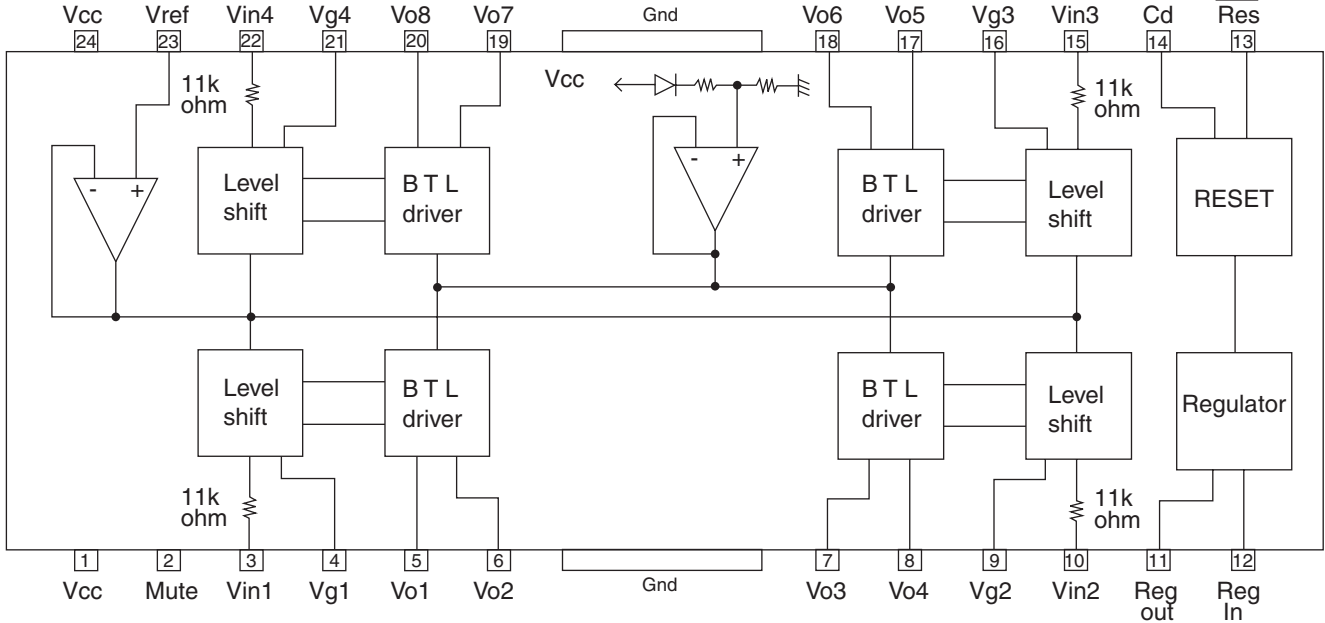 Vcc Vref Vin4 Vg4 Vo8 Vo7 Gnd Vo6 Vo5 Vg3 Vin3 Cd Res
24 23 22 21 20 19 18 17 16 15 14 13
11k
ohm
Vcc
11k
ohm
- +
Level
shift
B T L
driver
- +
B T L
driver
Level
shift
RESET
Level
shift
B T L
driver
B T L
driver
Level
shift
Regulator
11k
ohm
11k
ohm
1 2 3 4 5 6 7 8 9 10 11 12
Vcc Mute Vin1 Vg1 Vo1 Vo2 Gnd Vo3 Vo4 Vg2 Vin2 Reg
out
Reg
In